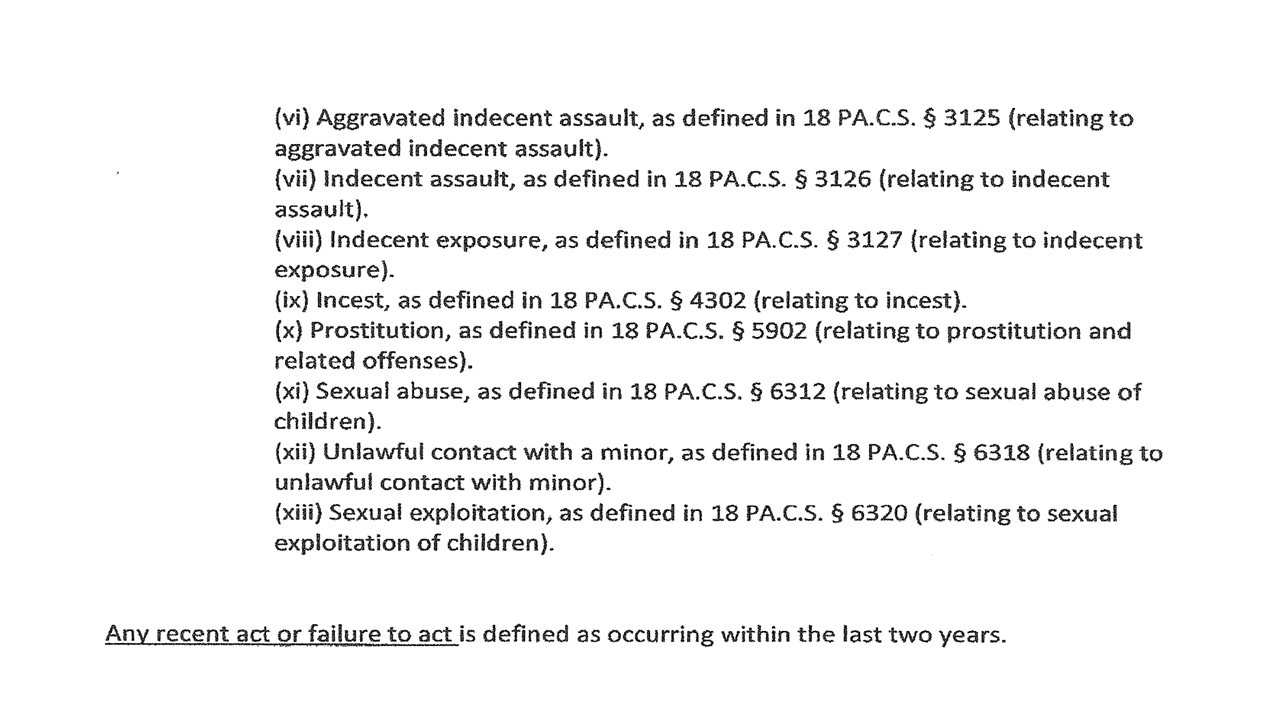 (vi) Aggravated indecent assault, as defined in 18 PA.C.S. § 3125 (relating to
aggravated indecent assault).
(vii) Indecent assault, as defined in 18 PA.C.S. § 3126 (relating to indecent
assault).
(viii) Indecent exposure, as defined in 18 PA.C.S. § 3127 (relating to indecent
exposure).
(ix) Incest, as defined in 18 PA.C.S. § 4302 (relating to incest).
(x) Prostitution, as defined in 18 PA.C.S. § 5902 (relating to prostitution and
related offenses).
(xi) Sexual abuse, as defined in 18 PA.C.S. § 6312 (relating to sexual abuse of
children).
(xii) Unlawful contact with a minor, as defined in 18 PA.C.S. § 6318 (relating to
unlawful contact with minor).
(xiii) Sexual exploitation, as defined in 18 PA.C.S. § 6320 (relating to sexual
exploitation of children).
Any recent act or failure to act is defined as occurring within the last two years.